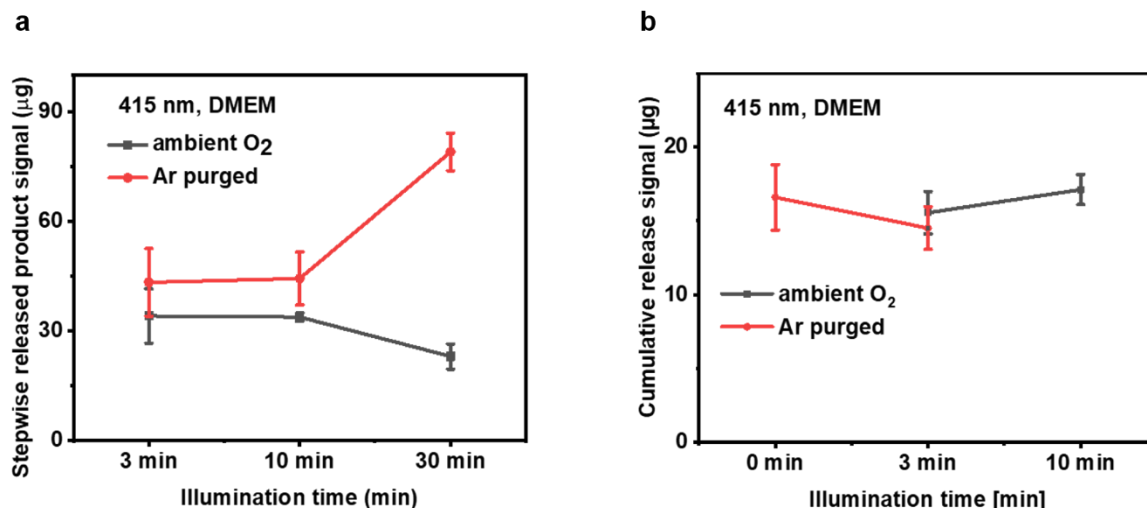 a
415 nm, DMEM
ambient O2
Ar purged
Stepwise released product signal (μg)
90
60
30
0
3 min
10 min
30 min
Illumination time (min)
b
415 nm, DMEM
ambient O2
Ar purged
Cumulative release signal (μg)
20
10
0
0 min
3 min
10 min
Illumination time [min]